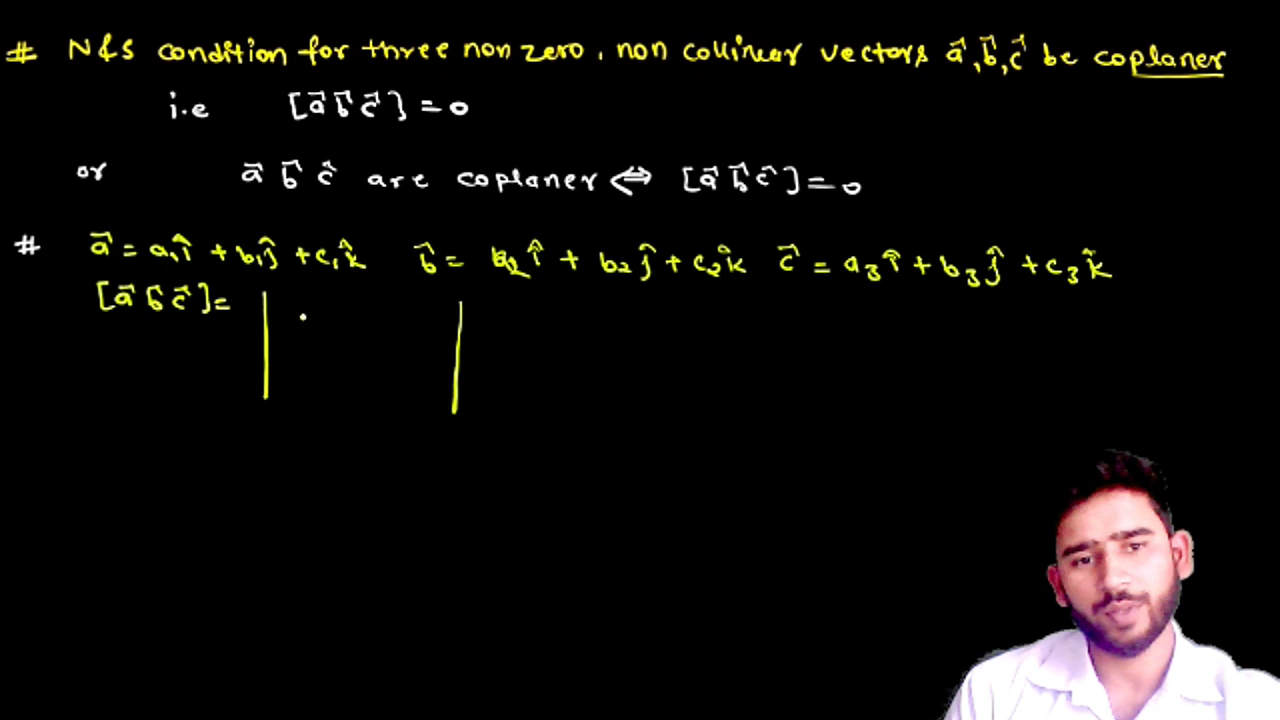 # N&S condition for three non zero, non collinear vectors a⃗, b⃗, c⃗ be coplaner
i.e [a⃗ b⃗ c⃗] = 0
or a⃗ b⃗ c⃗ are coplaner ⇔ [a⃗ b⃗ c⃗] = 0
# a⃗ = a₁î + b₁ĵ + c₁k̂ b⃗ = a₂î + b₂ĵ + c₂k̂ c⃗ = a₃î + b₃ĵ + c₃k̂
[a⃗ b⃗ c⃗] = | |